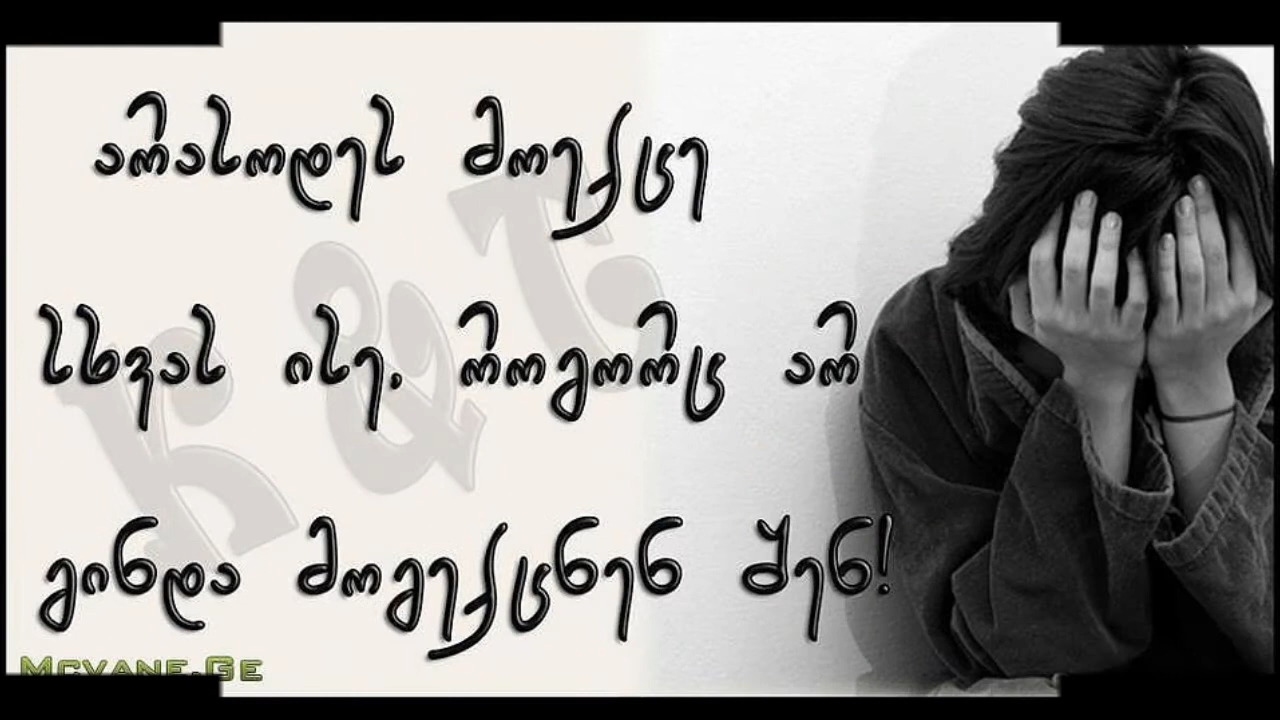 არასოდეს მოექცე
სხვას ისე, როგორც არ
გინდა მოგექცნენ შენ!
K & T.
Mcvane.Ge